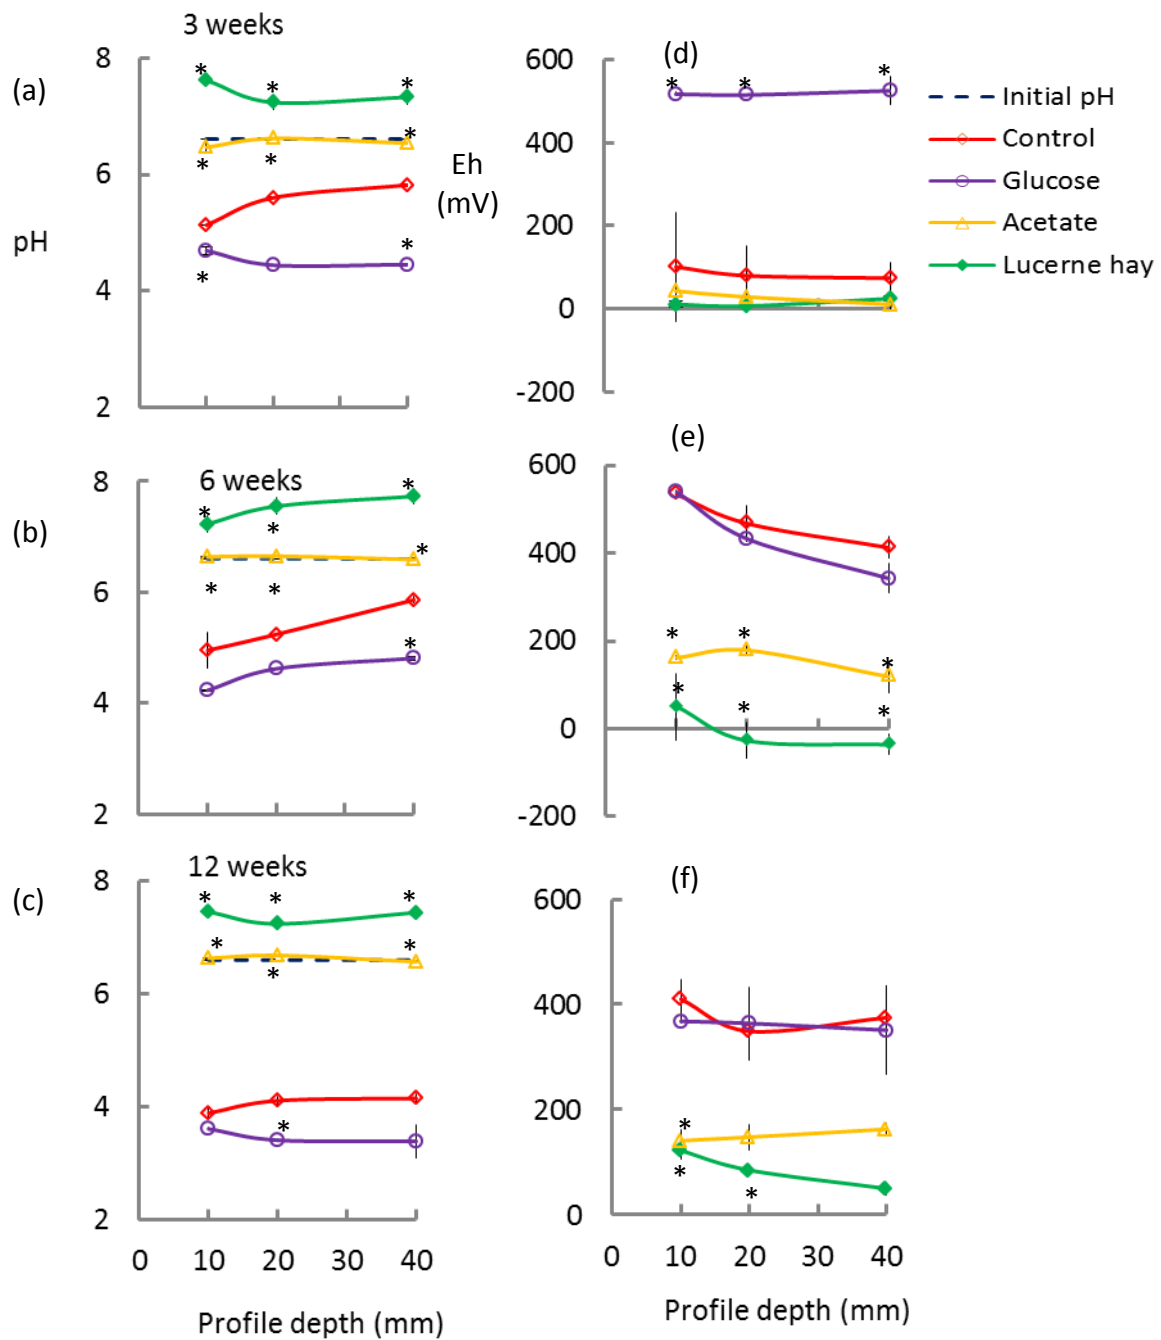 3 weeks
(a)
8
6
4
2
pH
(d)
Eh
(mV)
600
400
200
0
-200
Initial pH
Control
Glucose
Acetate
Lucerne hay
* * *
* * *
* *
* * *
6 weeks
(b)
8
6
4
2
(e)
600
400
200
0
-200
* * *
* * *
*
* * *
* * *
12 weeks
(c)
8
6
4
2
0 10 20 30 40
Profile depth (mm)
(f)
600
400
200
0
0 10 20 30 40
Profile depth (mm)
* * *
* * *
*
*
* *